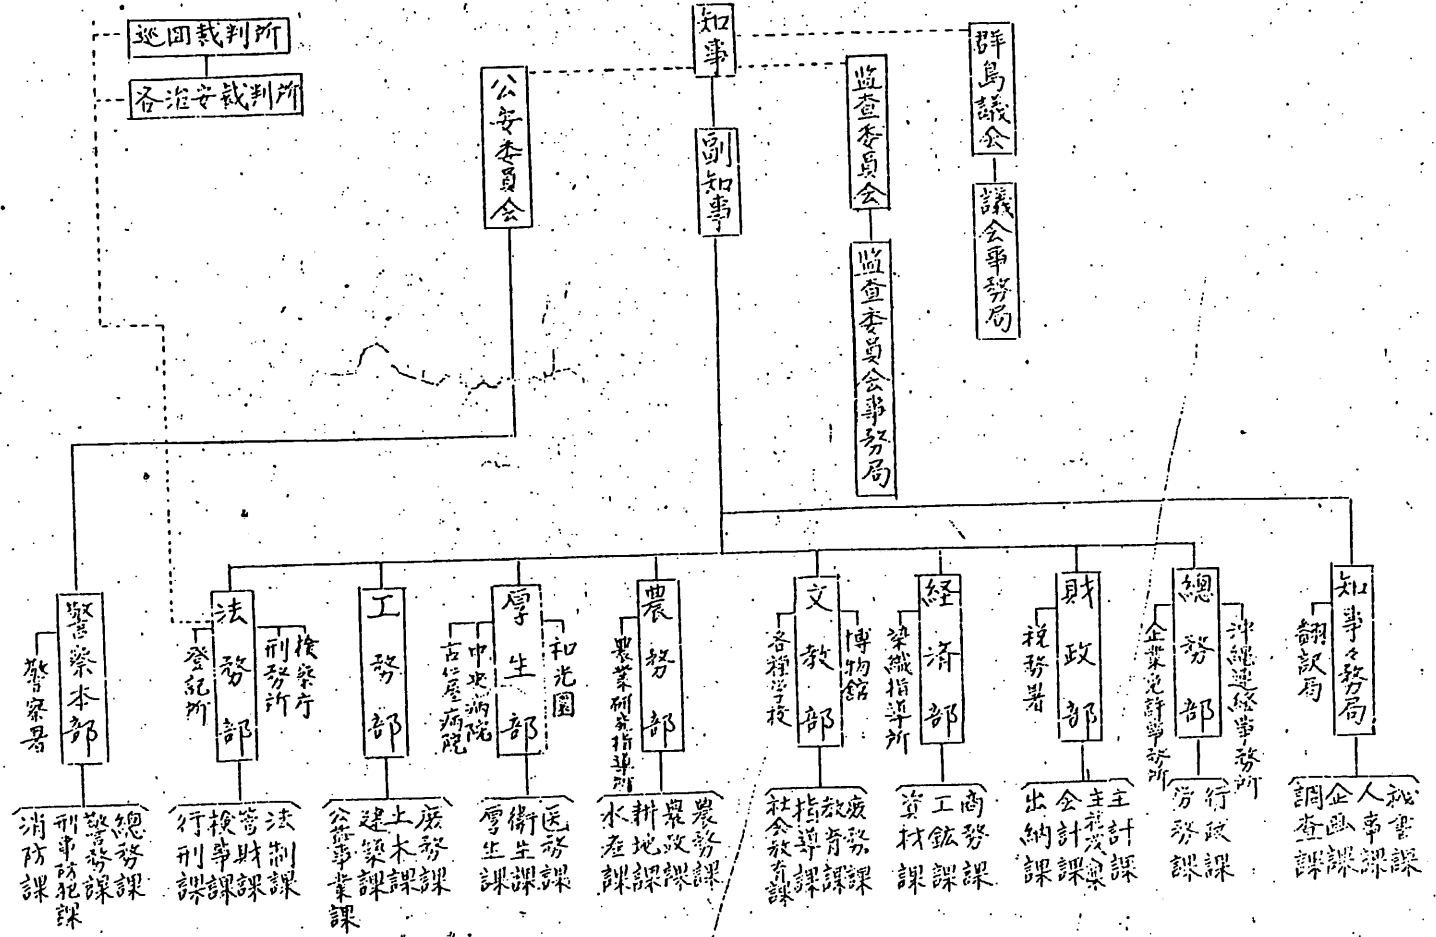 知事
副知事
群島議会
議会事務局
監査委員会
監査委員会事務局
公安委員会
巡回裁判所
各治安裁判所
知事々務局
翻訳局
秘書課
人事課
企画課
調査課
總務部
沖縄連絡事務所
企業免許事務所
行政課
労務課
財政部
税務署
主計課
主税課
会計課
出納課
経済部
染織指導所
商務課
工鉱課
資材課
文教部
博物館
各種学校
庶務課
教育課
指導課
社会教育課
農務部
農業研究指導所
農務課
農政課
耕地課
水産課
厚生部
和光園
中央病院
古仁屋病院
医務課
衛生課
厚生課
工務部
庶務課
土木課
建築課
公営事業課
法務部
検察庁
刑務所
登記所
法制課
管財課
検事課
行刑課
警察本部
警察署
總務課
警務課
刑事防犯課
消防課